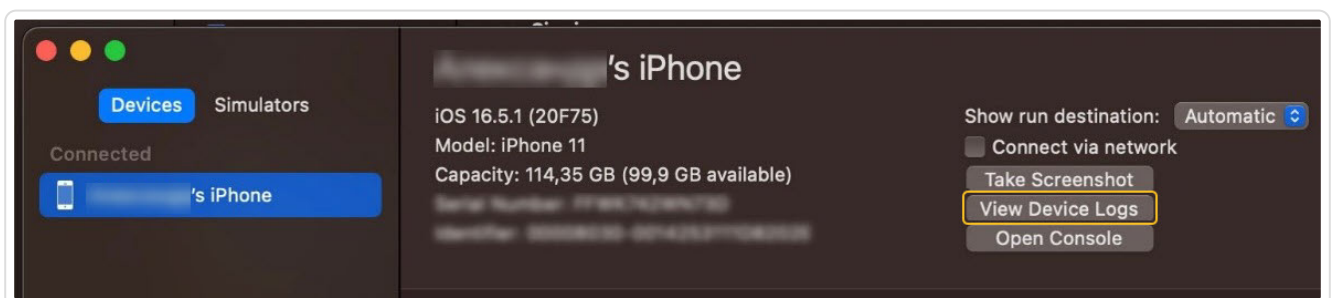 Devices Simulators
Connected
's iPhone
's iPhone
iOS 16.5.1 (20F75)
Model: iPhone 11
Capacity: 114,35 GB (99,9 GB available)
Show run destination: Automatic
Connect via network
Take Screenshot
View Device Logs
Open Console